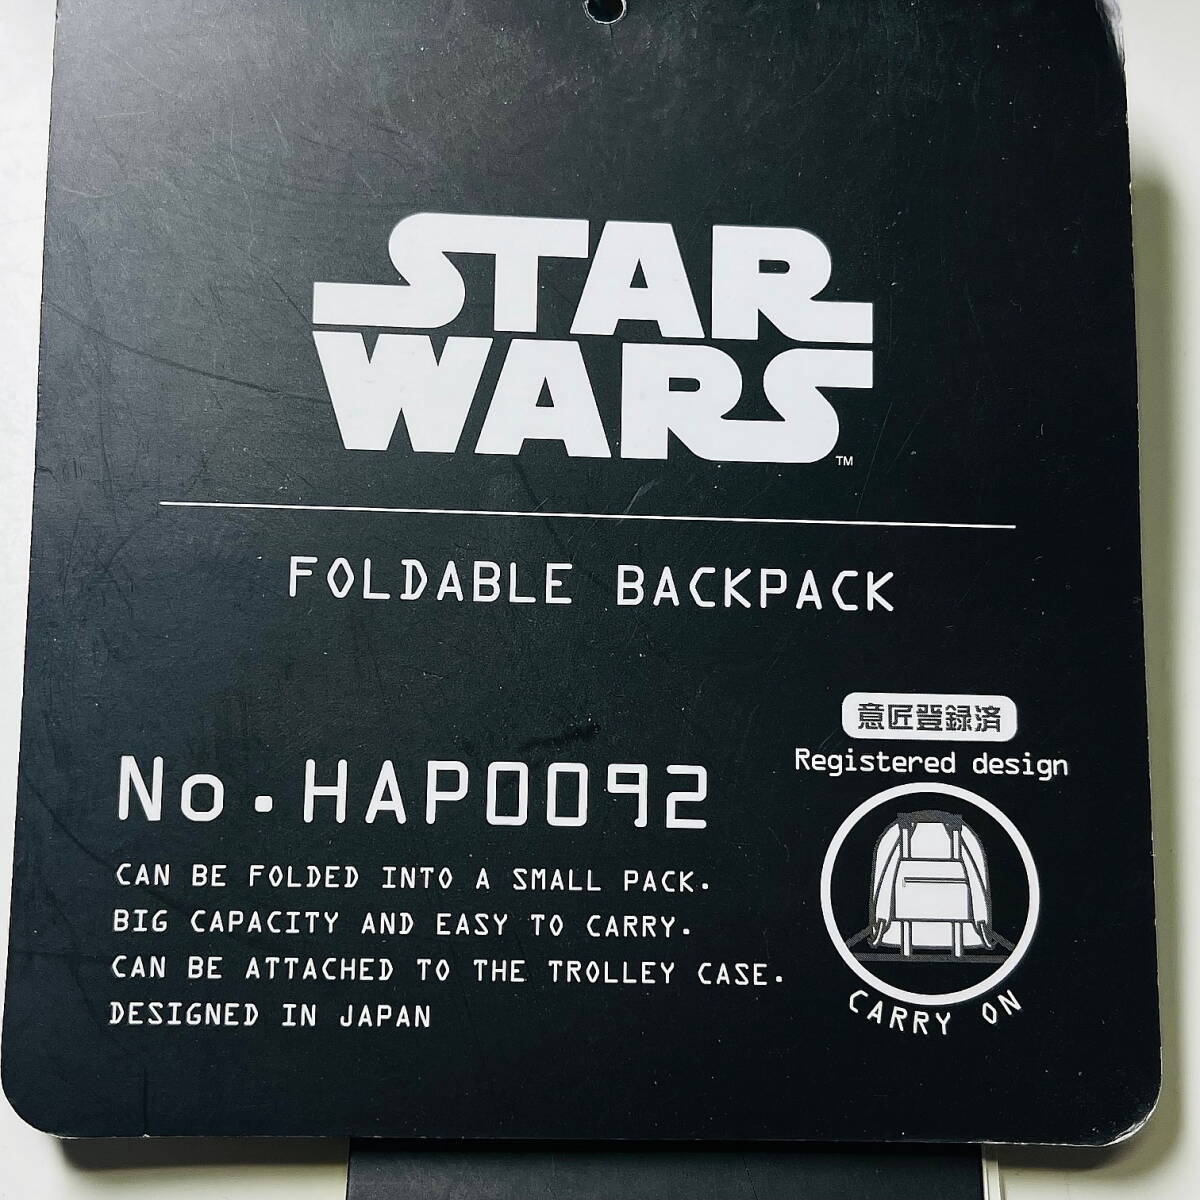 STAR
WARS
TM
FOLDABLE BACKPACK
意匠登録済
Registered design
No.HAP0092
CAN BE FOLDED INTO A SMALL PACK.
BIG CAPACITY AND EASY TO CARRY.
CAN BE ATTACHED TO THE TROLLEY CASE.
DESIGNED IN JAPAN
CARRY ON